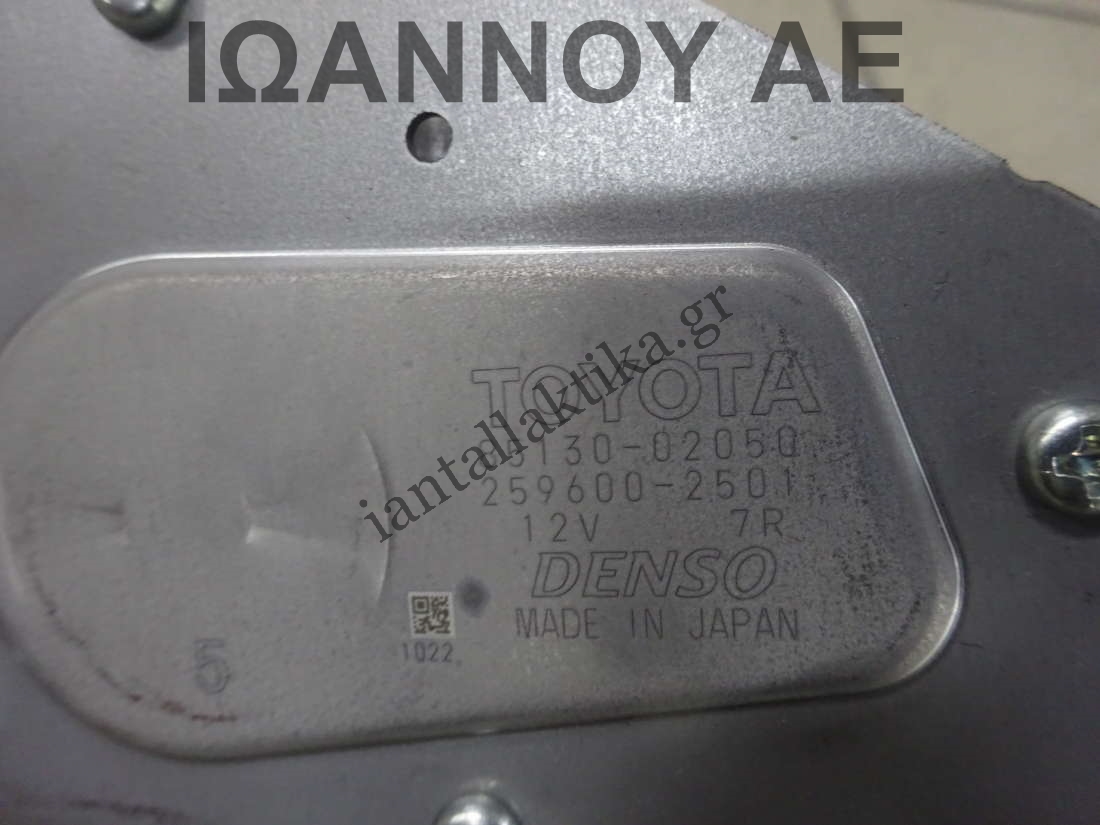 ΙΩΑΝΝΟΥ ΑΕ
iantallaktika.gr
TOYOTA
85130-02050
259600-2501
12V 7R
DENSO
MADE IN JAPAN
1022
5